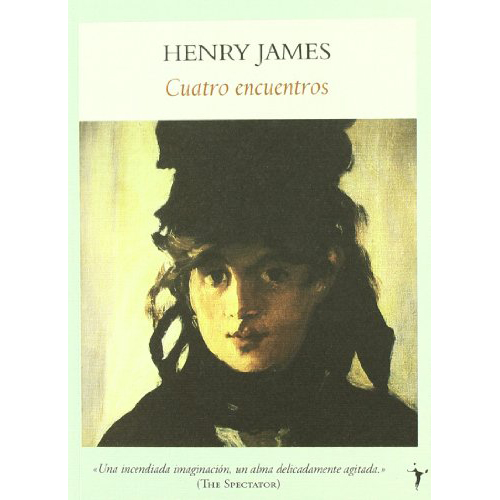 HENRY JAMES
Cuatro encuentros
«Una incendiada imaginación, un alma delicadamente agitada.»
(THE SPECTATOR)